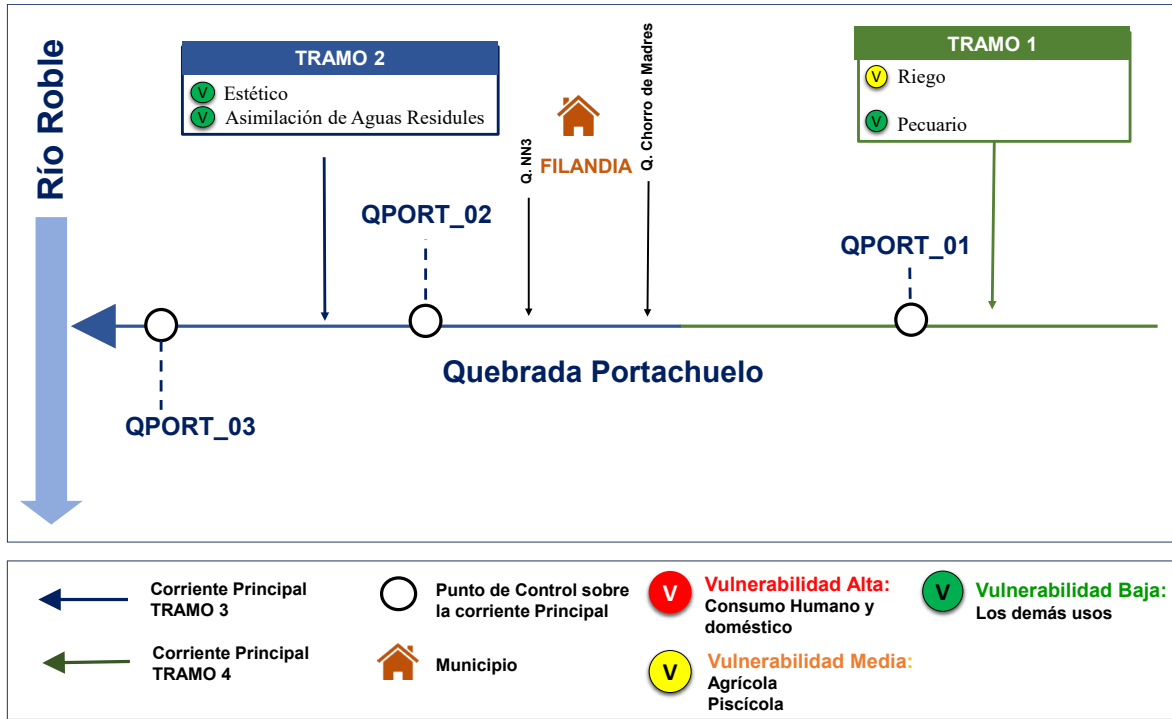 Río Roble
TRAMO 2
V Estético
V Asimilación de Aguas Residules
Q. NN3
FILANDIA
Q. Chorro de Madres
TRAMO 1
V Riego
V Pecuario
QPORT_02
QPORT_01
Quebrada Portachuelo
QPORT_03
Corriente Principal
TRAMO 3
Corriente Principal
TRAMO 4
Punto de Control sobre
la corriente Principal
Municipio
V Vulnerabilidad Alta:
Consumo Humano y
doméstico
V Vulnerabilidad Media:
Agrícola
Piscícola
V Vulnerabilidad Baja:
Los demás usos